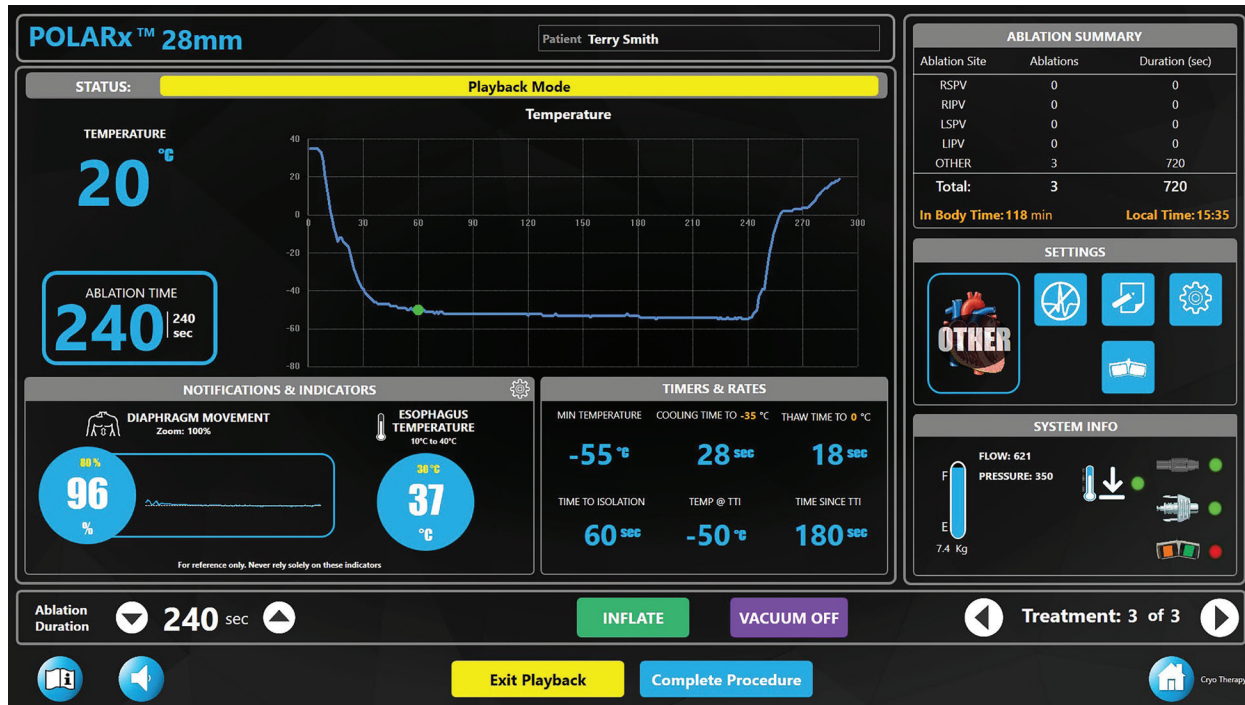 POLARx™ 28mm
Patient Terry Smith
STATUS: Playback Mode
TEMPERATURE
20 °C
ABLATION TIME
240 | 240 sec
Temperature
40
20
0
-20
-40
-60
-80
0 30 60 90 120 150 180 210 240 270 300
NOTIFICATIONS & INDICATORS
DIAPHRAGM MOVEMENT
Zoom: 100%
80 %
96
%
ESOPHAGUS
TEMPERATURE
10°C to 40°C
30 °C
37
°C
For reference only. Never rely solely on these indicators
TIMERS & RATES
MIN TEMPERATURE COOLING TIME TO -35 °C THAW TIME TO 0 °C
-55 °C 28 sec 18 sec
TIME TO ISOLATION TEMP @ TTI TIME SINCE TTI
60 sec -50 °C 180 sec
ABLATION SUMMARY
Ablation Site Ablations Duration (sec)
RSPV 0 0
RIPV 0 0
LSPV 0 0
LIPV 0 0
OTHER 3 720
Total: 3 720
In Body Time: 118 min Local Time: 15:35
SETTINGS
OTHER
SYSTEM INFO
FLOW: 621
PRESSURE: 350
F
E
7.4 Kg
Ablation
Duration
240 sec
INFLATE
VACUUM OFF
Treatment: 3 of 3
Exit Playback
Complete Procedure
Cryo Therapy